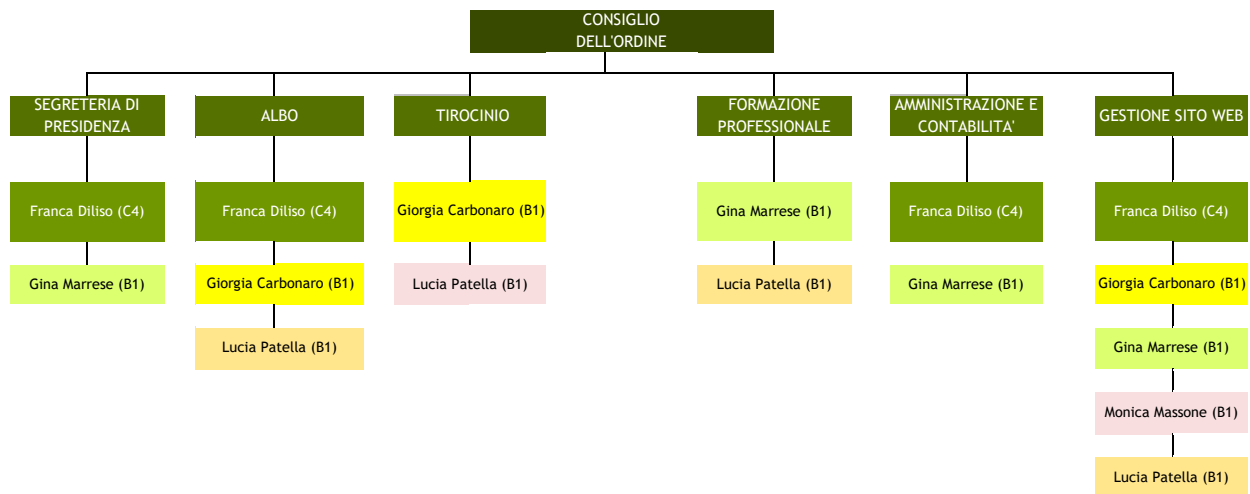 CONSIGLIO
DELL'ORDINE
SEGRETERIA DI
PRESIDENZA
ALBO
TIROCINIO
FORMAZIONE
PROFESSIONALE
AMMINISTRAZIONE E
CONTABILITA'
GESTIONE SITO WEB
Franca Diliso (C4)
Franca Diliso (C4)
Giorgia Carbonaro (B1)
Gina Marrese (B1)
Franca Diliso (C4)
Franca Diliso (C4)
Gina Marrese (B1)
Giorgia Carbonaro (B1)
Lucia Patella (B1)
Lucia Patella (B1)
Gina Marrese (B1)
Giorgia Carbonaro (B1)
Lucia Patella (B1)
Gina Marrese (B1)
Monica Massone (B1)
Lucia Patella (B1)